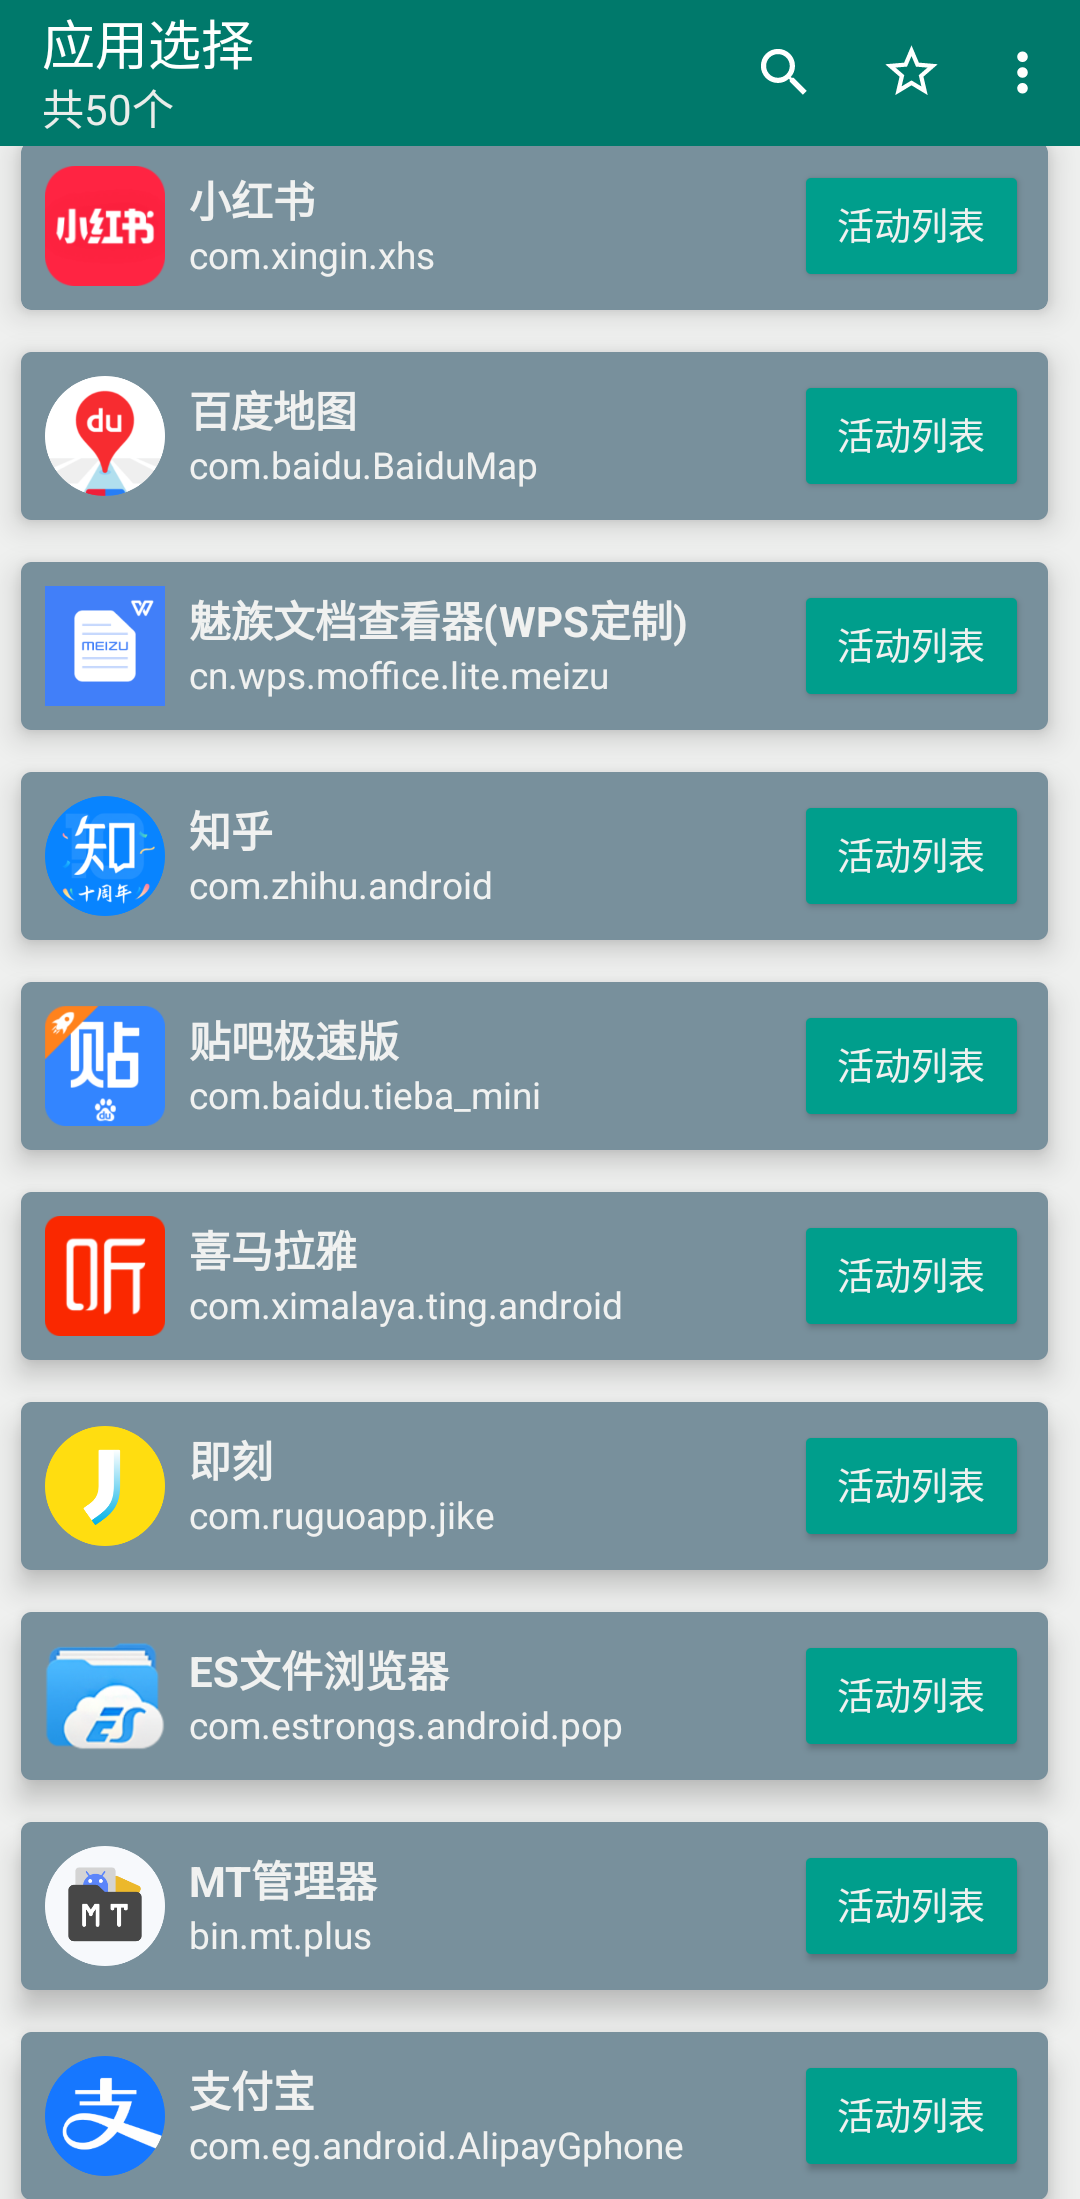 应用选择
共50个
小红书
小红书
com.xingin.xhs
活动列表
du
百度地图
com.baidu.BaiduMap
活动列表
W
MEIZU
魅族文档查看器(WPS定制)
cn.wps.moffice.lite.meizu
活动列表
知
十周年
知乎
com.zhihu.android
活动列表
贴
du
贴吧极速版
com.baidu.tieba_mini
活动列表
听
喜马拉雅
com.ximalaya.ting.android
活动列表
J
即刻
com.ruguoapp.jike
活动列表
ES
ES文件浏览器
com.estrongs.android.pop
活动列表
MT
MT管理器
bin.mt.plus
活动列表
支
支付宝
com.eg.android.AlipayGphone
活动列表